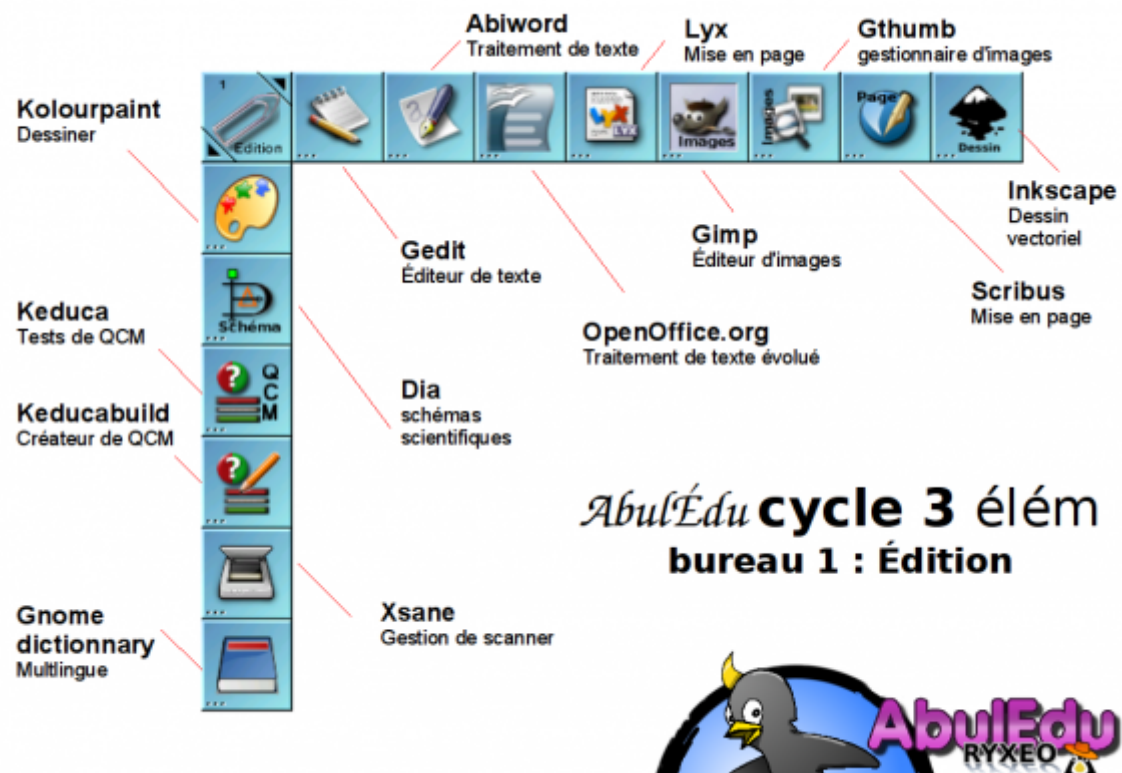 Abiword
Traitement de texte
Lyx
Mise en page
Gthumb
gestionnaire d'images
Kolourpaint
Dessiner
1
Édition
LYX
LYX
Images
Images
Page
Dessin
Inkscape
Dessin
vectoriel
Gedit
Éditeur de texte
Gimp
Éditeur d'images
Scribus
Mise en page
Schéma
Keduca
Tests de QCM
OpenOffice.org
Traitement de texte évolué
Q
C
M
Dia
schémas
scientifiques
Keducabuild
Créateur de QCM
AbulÉdu cycle 3 élém
bureau 1 : Édition
Xsane
Gestion de scanner
Gnome
dictionnary
Multlingue
AbulEdu
RYXEO